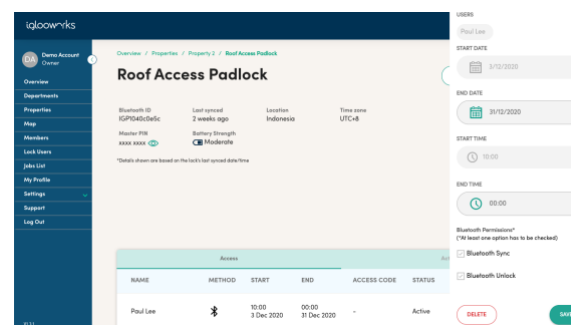 iglooworks
DA
Demo Account
Owner
Overview
Departments
Properties
Map
Members
Lock Users
Jobs List
My Profile
Settings
Support
Log Out
Overview / Properties / Property 2 / Roof Access Padlock
Roof Access Padlock
Bluetooth ID
Last synced
Location
Time zone
2 weeks ago
Indonesia
UTC+8
Master PIN
Battery Strength
xxxx xxxx
Moderate
*Details shown are based on the lock's last synced date/time
Access
NAME
METHOD
START
END
ACCESS CODE
STATUS
Paul Lee
10:00
3 Dec 2020
00:00
31 Dec 2020
-
Active
USERS
Paul Lee
START DATE
3/12/2020
END DATE
31/12/2020
START TIME
10:00
END TIME
00:00
Bluetooth Permissions*
(*At least one option has to be checked)
Bluetooth Sync
Bluetooth Unlock
DELETE
SAVE